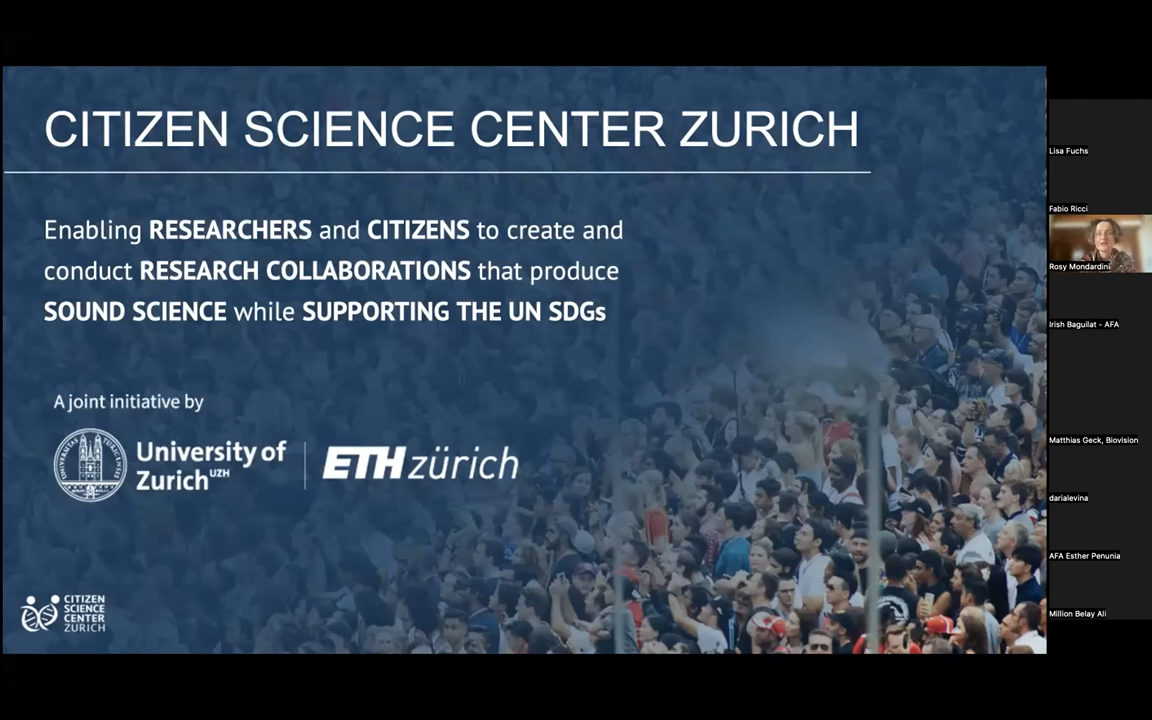 CITIZEN SCIENCE CENTER ZURICH
Enabling RESEARCHERS and CITIZENS to create and
conduct RESEARCH COLLABORATIONS that produce
SOUND SCIENCE while SUPPORTING THE UN SDGs
A joint initiative by
University of
Zurich UZH
ETH zürich
CITIZEN
SCIENCE
CENTER
ZURICH
Lisa Fuchs
Fabio Ricci
Rosy Mondardini
Irish Baguilat - AFA
Matthias Geck, Biovision
darialevina
AFA Esther Penunia
Million Belay Ali